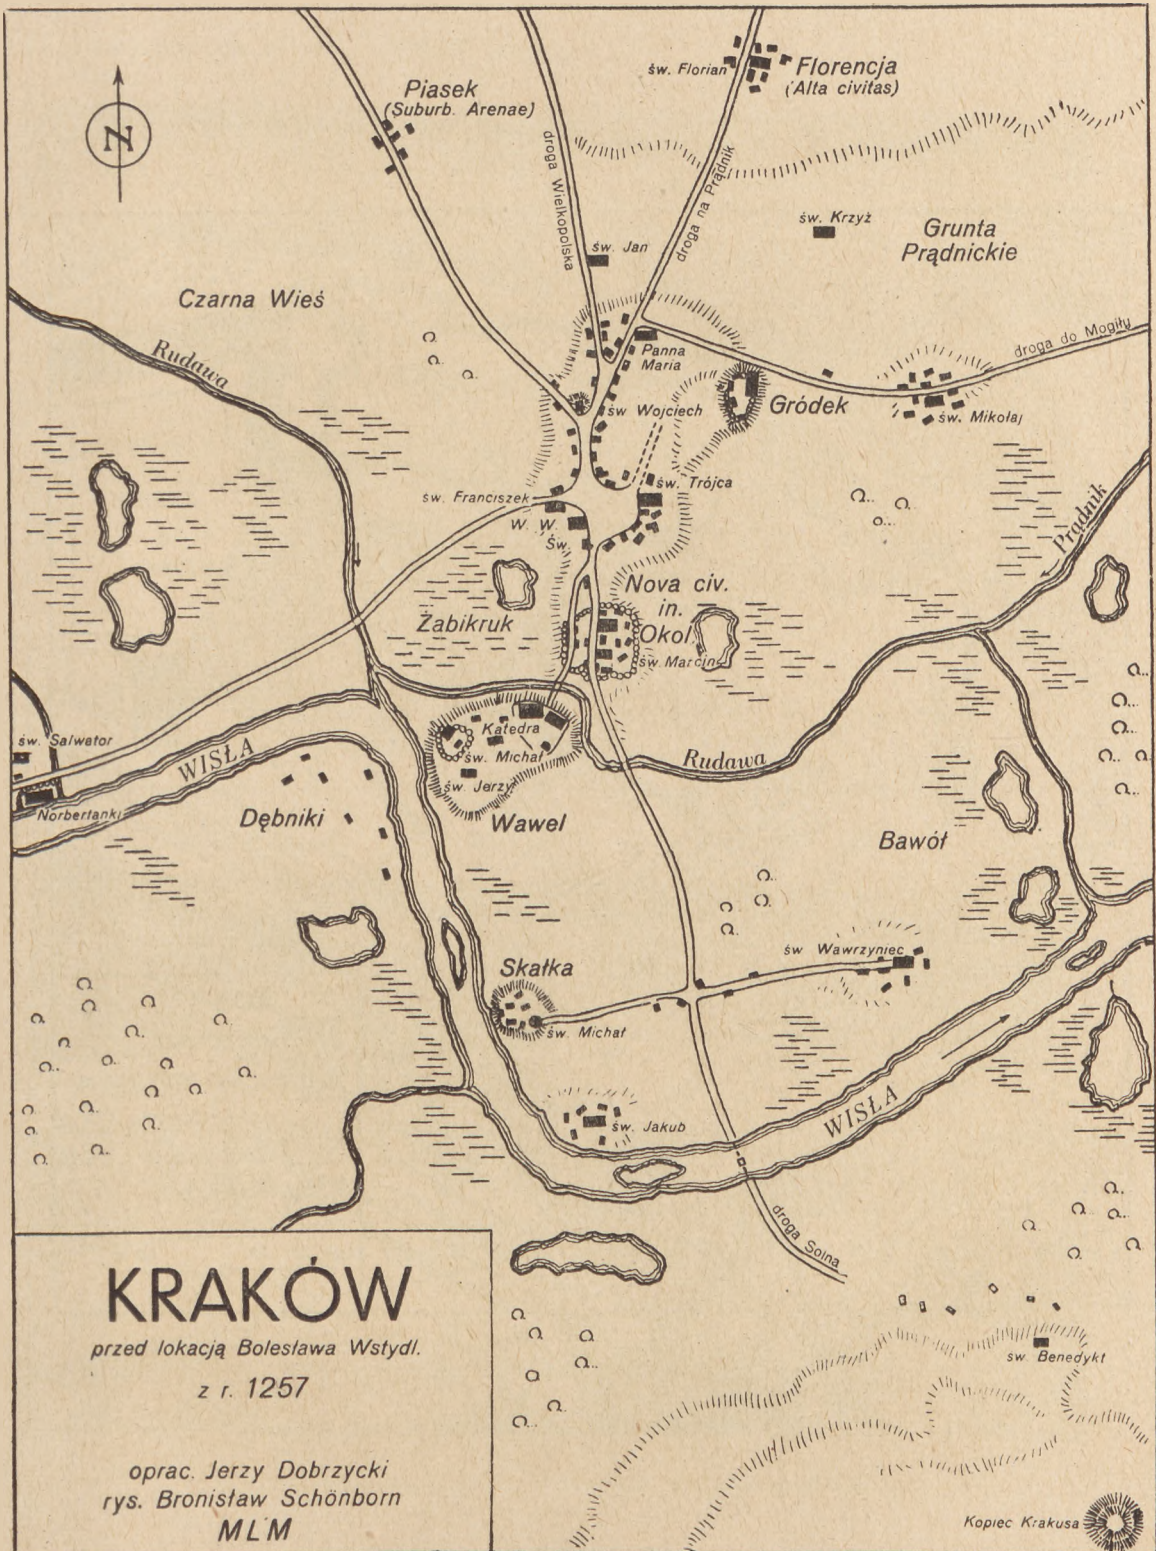 Piasek
(Suburb. Arenae)
św. Florian
Florencja
(Alta civitas)
N
droga Wielkopolska
droga na Prądnik
św. Krzyż
Grunta
Prądnickie
św. Jan
Czarna Wieś
Rudawa
Panna
Maria
droga do Mogiły
św Wojciech
Gródek
św. Mikołaj
św. Franciszek
św. Trójca
W. W.
Św.
Prądnik
Żabikruk
Nova civ.
in.
Okol.
św. Marcin
św. Salwator
WISŁA
Katedra
św. Michał
św. Jerzy
Rudawa
Norbertanki
Dębniki
Wawel
Bawół
św Wawrzyniec
Skałka
św. Michał
św. Jakub
WISŁA
droga Solna
KRAKÓW
przed lokacją Bolesława Wstydl.
z r. 1257
oprac. Jerzy Dobrzycki
rys. Bronisław Schönborn
MLM
św. Benedykt
Kopiec Krakusa